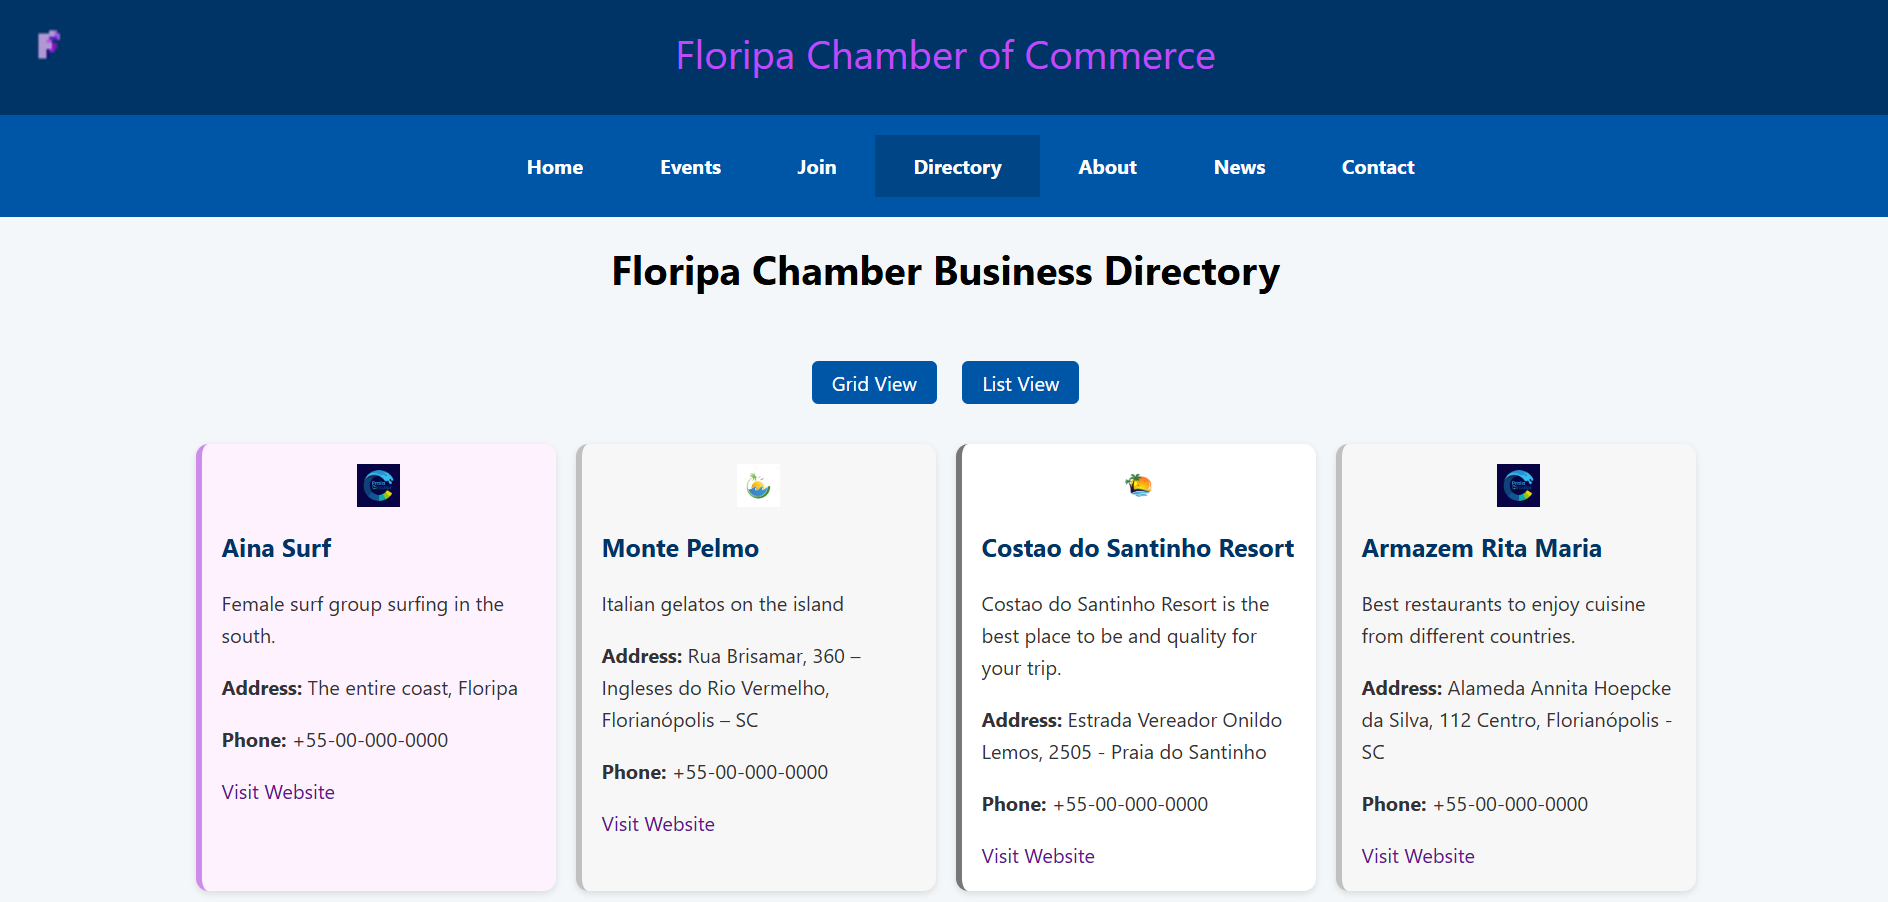 Floripa Chamber of Commerce
Home Events Join Directory About News Contact
Floripa Chamber Business Directory
Grid View List View
Aina Surf
Female surf group surfing in the
south.
Address: The entire coast, Floripa
Phone: +55-00-000-0000
Visit Website
Monte Pelmo
Italian gelatos on the island
Address: Rua Brisamar, 360 –
Ingleses do Rio Vermelho,
Florianópolis – SC
Phone: +55-00-000-0000
Visit Website
Costao do Santinho Resort
Costao do Santinho Resort is the
best place to be and quality for
your trip.
Address: Estrada Vereador Onildo
Lemos, 2505 - Praia do Santinho
Phone: +55-00-000-0000
Visit Website
Armazem Rita Maria
Best restaurants to enjoy cuisine
from different countries.
Address: Alameda Annita Hoepcke
da Silva, 112 Centro, Florianópolis -
SC
Phone: +55-00-000-0000
Visit Website